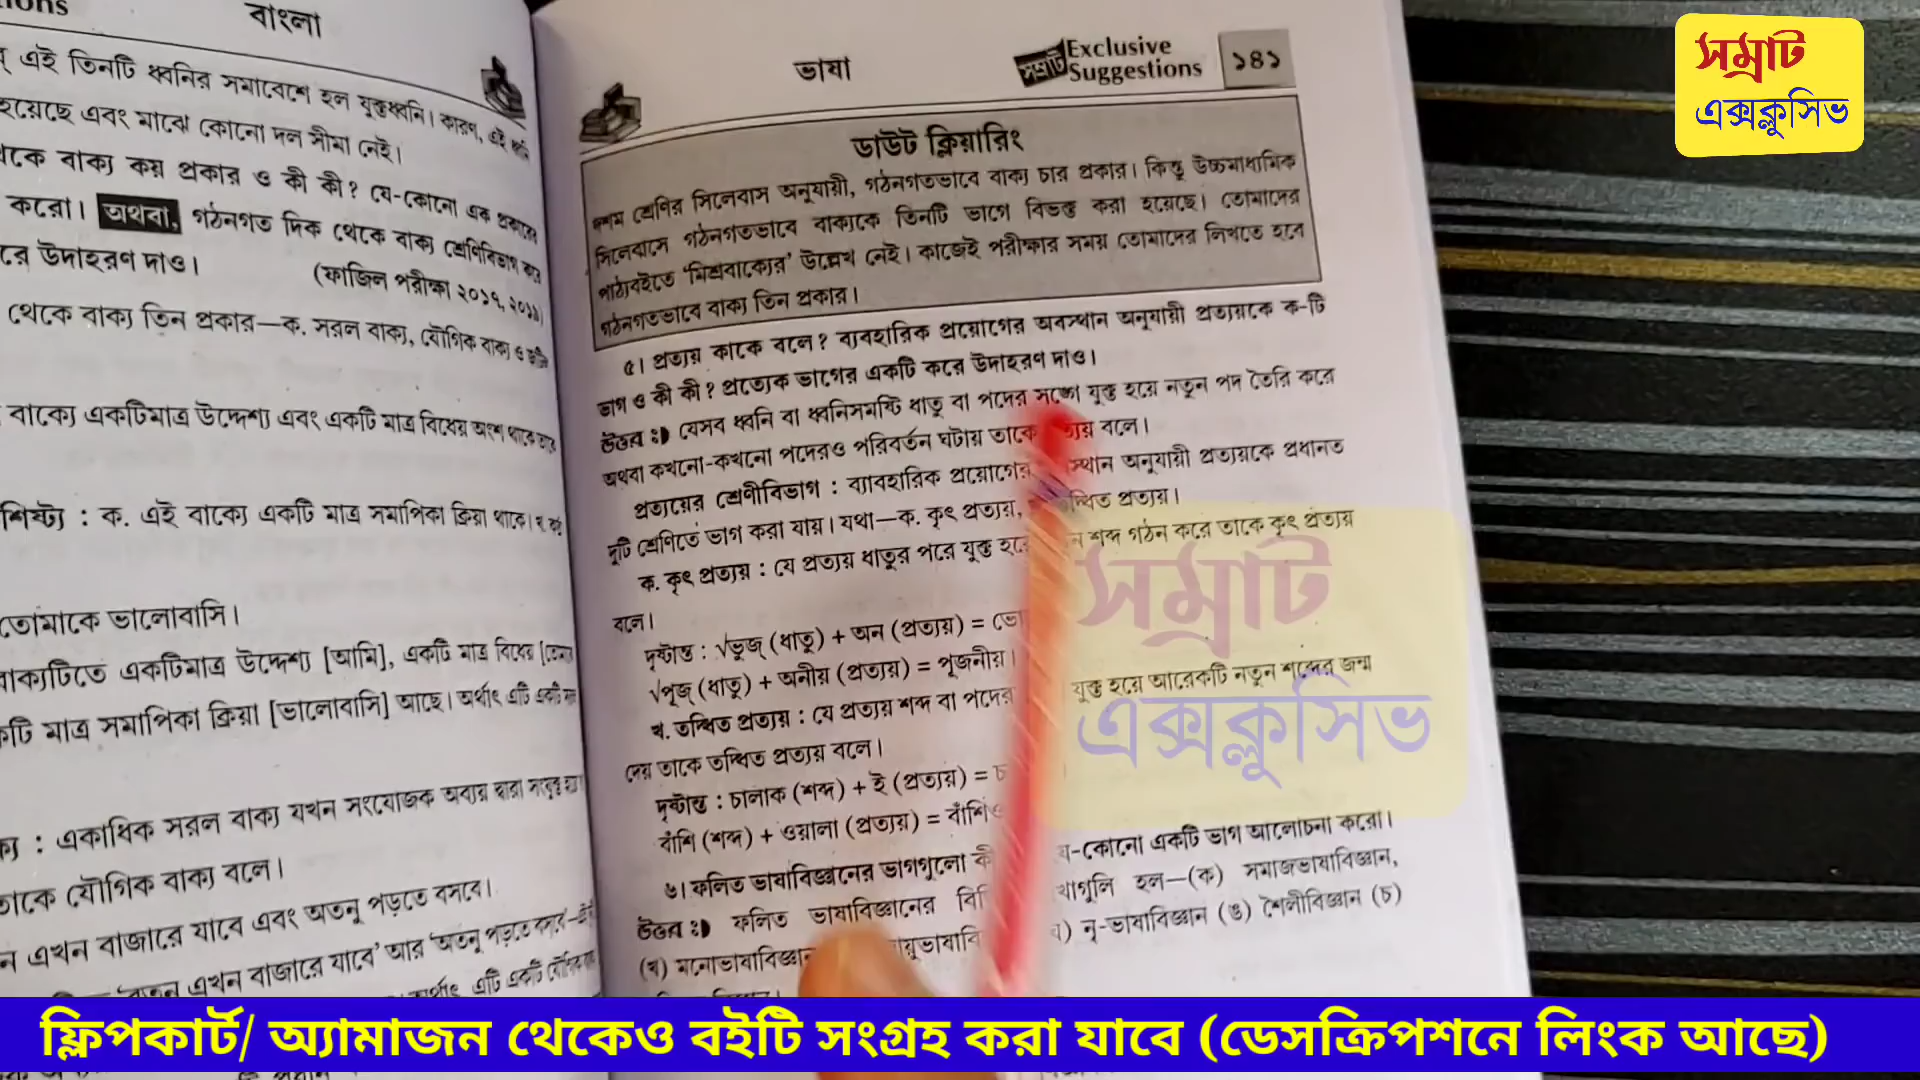 ons
বাংলা
এই তিনটি ধ্বনির সমাবেশে হল যুক্তধ্বনি। কারণ, এই
হয়েছে এবং মাঝে কোনো দল সীমা নেই।
থেকে বাক্য কয় প্রকার ও কী কী? যে-কোনো এক প্রকারের
করো। অথবা, গঠনগত দিক থেকে বাক্য শ্রেণিবিভাগ করে
উদাহরণ দাও।
(ফাজিল পরীক্ষা ২০১৭, ২০১৯)
থেকে বাক্য তিন প্রকার—ক. সরল বাক্য, যৌগিক বাক্য ও
বাক্যে একটিমাত্র উদ্দেশ্য এবং একটি মাত্র বিধেয় অংশ থাকে তাকে
: ক. এই বাক্যে একটি মাত্র সমাপিকা ক্রিয়া থাকে।
তোমাকে ভালোবাসি।
বাক্যটিতে একটিমাত্র উদ্দেশ্য [আমি], একটি মাত্র বিধেয়
মাত্র সমাপিকা ক্রিয়া [ভালোবাসি] আছে। অর্থাৎ এটি একটি
: একাধিক সরল বাক্য যখন সংযোজক অব্যয় দ্বারা সংযুক্ত হয়
তাকে যৌগিক বাক্য বলে।
এখন বাজারে যাবে এবং অতনু পড়তে বসবে।
এখন বাজারে যাবে' আর 'অতনু পড়তে বসবে'
অর্থাৎ এটি একটি যৌগিক
ভাষা
সম্রাট Exclusive
Suggestions
১৪১
ডাউট ক্লিয়ারিং
দশম শ্রেণির সিলেবাস অনুযায়ী, গঠনগতভাবে বাক্য চার প্রকার। কিন্তু উচ্চমাধ্যমিক
সিলেবাসে গঠনগতভাবে বাক্যকে তিনটি ভাগে বিভক্ত করা হয়েছে। তোমাদের
পাঠ্যবইতে 'মিশ্রবাক্যের' উল্লেখ নেই। কাজেই পরীক্ষার সময় তোমাদের লিখতে হবে
গঠনগতভাবে বাক্য তিন প্রকার।
৫। প্রত্যয় কাকে বলে? ব্যবহারিক প্রয়োগের অবস্থান অনুযায়ী প্রত্যয়কে ক-টি
ভাগ ও কী কী? প্রত্যেক ভাগের একটি করে উদাহরণ দাও।
উত্তর : যেসব ধ্বনি বা ধ্বনিসমষ্টি ধাতু বা পদের সঙ্গে যুক্ত হয়ে নতুন পদ তৈরি করে
অথবা কখনো-কখনো পদেরও পরিবর্তন ঘটায় তাকে বলে।
প্রত্যয়ের শ্রেণীবিভাগ : ব্যাবহারিক প্রয়োগের অনুযায়ী প্রত্যয়কে প্রধানত
দুটি শ্রেণিতে ভাগ করা যায়। যথা—ক. কৃৎ প্রত্যয়, প্রত্যয়।
ক. কৃৎ প্রত্যয় : যে প্রত্যয় ধাতুর পরে যুক্ত শব্দ গঠন করে তাকে কৃৎ প্রত্যয়
বলে।
দৃষ্টান্ত : √ভুজ্ (ধাতু) + অন (প্রত্যয়) =
√পূজ্ (ধাতু) + অনীয় (প্রত্যয়) = পূজনীয়।
খ. তদ্ধিত প্রত্যয় : যে প্রত্যয় শব্দ বা পদের যুক্ত হয়ে আরেকটি নতুন শব্দের জন্ম
দেয় তাকে তদ্ধিত প্রত্যয় বলে।
দৃষ্টান্ত : চালাক (শব্দ) + ই (প্রত্যয়) =
বাঁশি (শব্দ) + ওয়ালা (প্রত্যয়) =
৬। ফলিত ভাষাবিজ্ঞানের ভাগগুলো কী যে-কোনো একটি ভাগ আলোচনা করো।
উত্তর : ফলিত ভাষাবিজ্ঞানের হল—(ক) সমাজভাষাবিজ্ঞান,
(খ) মনোভাষাবিজ্ঞান নৃ-ভাষাবিজ্ঞান (ঙ) শৈলীবিজ্ঞান (চ)
সম্রাট
এক্সক্লুসিভ
সম্রাট
এক্সক্লুসিভ
ফ্লিপকার্ট/ অ্যামাজন থেকেও বইটি সংগ্রহ করা যাবে (ডেসক্রিপশনে লিংক আছে)